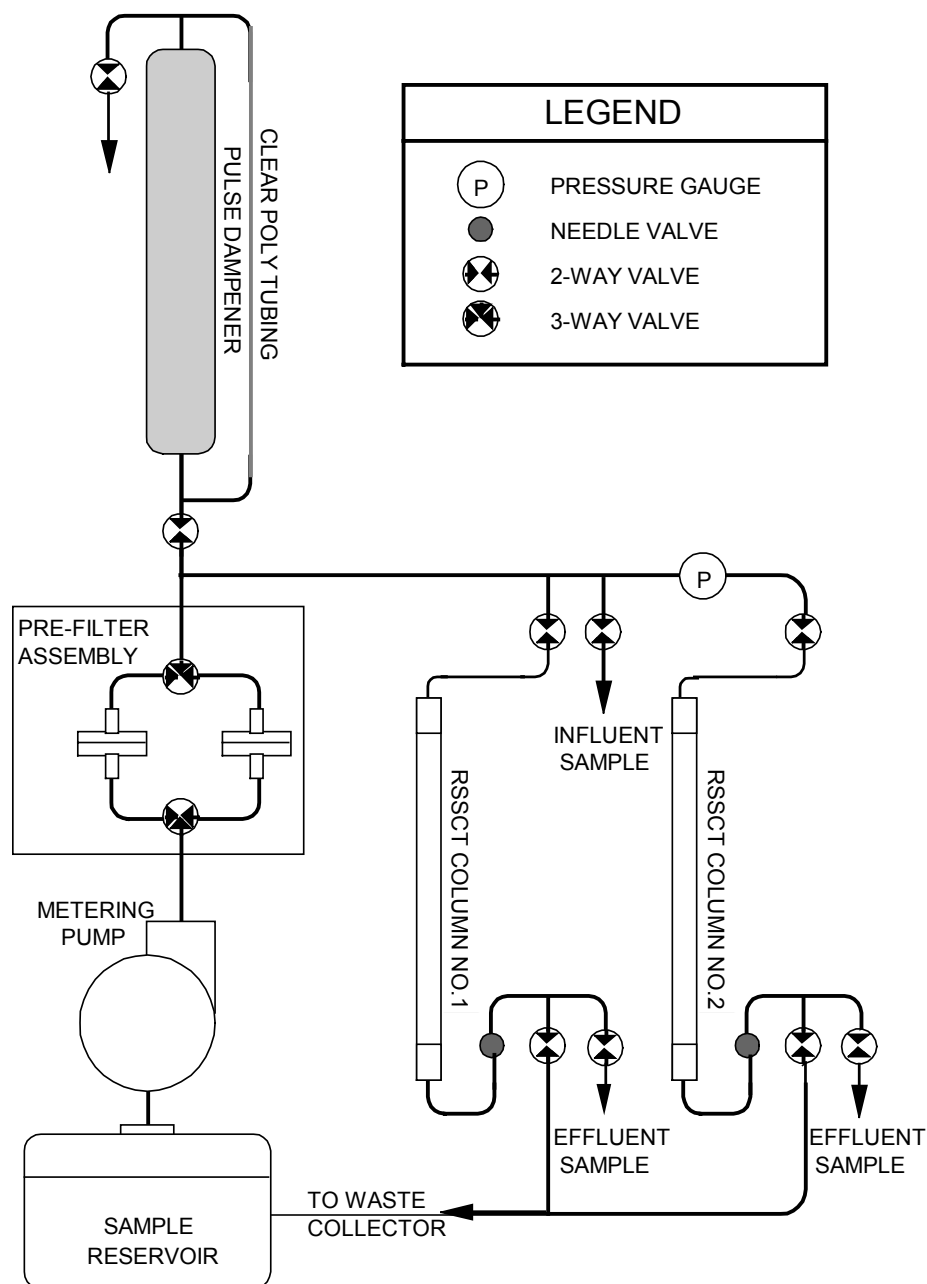 CLEAR POLY TUBING
PULSE DAMPENER
LEGEND
P
PRESSURE GAUGE
NEEDLE VALVE
2-WAY VALVE
3-WAY VALVE
P
PRE-FILTER
ASSEMBLY
INFLUENT
SAMPLE
RSSCT COLUMN NO.1
RSSCT COLUMN NO.2
METERING
PUMP
EFFLUENT
SAMPLE
EFFLUENT
SAMPLE
TO WASTE
COLLECTOR
SAMPLE
RESERVOIR